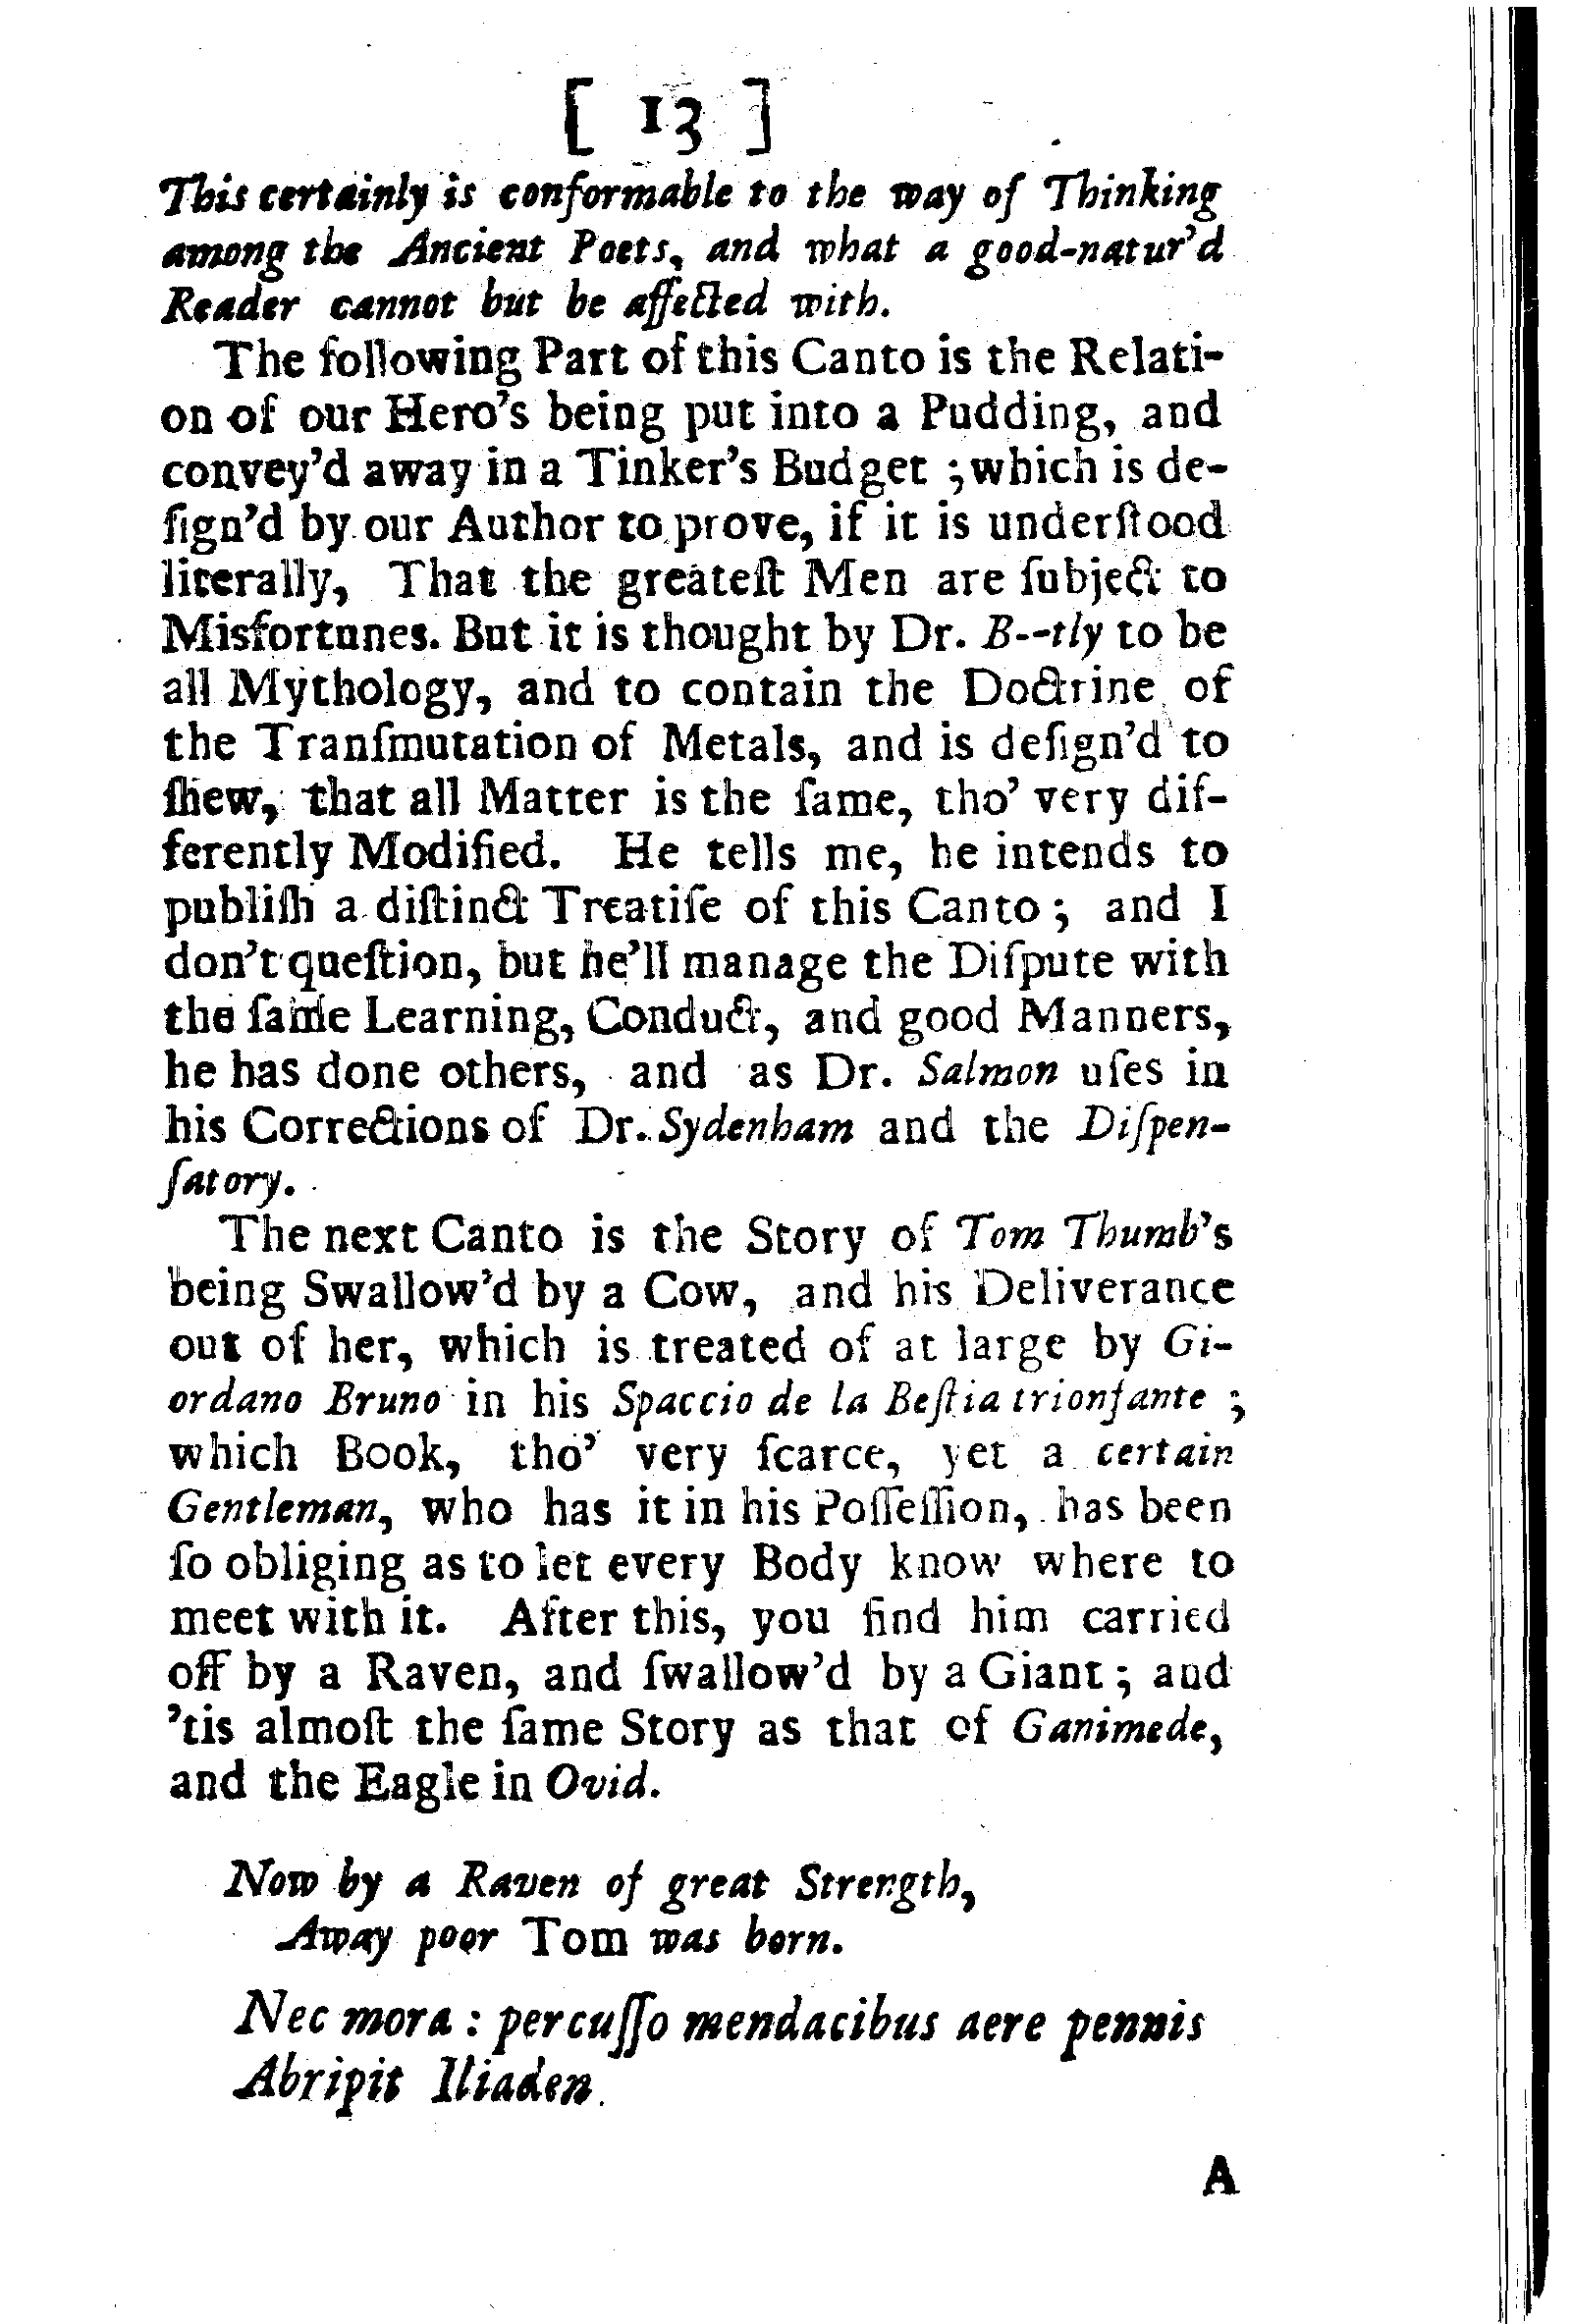 [ 13 ]
This certainly is conformable to the way of Thinking
among the Ancient Poets, and what a good-natur'd
Reader cannot but be affected with.
The following Part of this Canto is the Relati-
on of our Hero's being put into a Pudding, and
convey'd away in a Tinker's Budget ; which is de-
ſign'd by our Author to prove, if it is underſtood
literally, That the greateſt Men are ſubject to
Misfortunes. But it is thought by Dr. B--tly to be
all Mythology, and to contain the Doctrine of
the Tranſmutation of Metals, and is deſign'd to
ſhew, that all Matter is the ſame, tho' very dif-
ferently Modified. He tells me, he intends to
publiſh a diſtinct Treatiſe of this Canto ; and I
don't queſtion, but he'll manage the Diſpute with
the ſame Learning, Conduct, and good Manners,
he has done others, and as Dr. Salmon uſes in
his Corrections of Dr. Sydenham and the Diſpen-
ſatory.
The next Canto is the Story of Tom Thumb's
being Swallow'd by a Cow, and his Deliverance
out of her, which is treated of at large by Gi-
ordano Bruno in his Spaccio de la Beſtia trionfante ;
which Book, tho' very ſcarce, yet a certain
Gentleman, who has it in his Poſſeſſion, has been
ſo obliging as to let every Body know where to
meet with it. After this, you find him carried
off by a Raven, and ſwallow'd by a Giant ; and
'tis almoſt the ſame Story as that of Ganimede,
and the Eagle in Ovid.
Now by a Raven of great Strength,
Away poor Tom was born.
Nec mora : percuſſo mendacibus aere pennis
Abripit Iliaden.
A